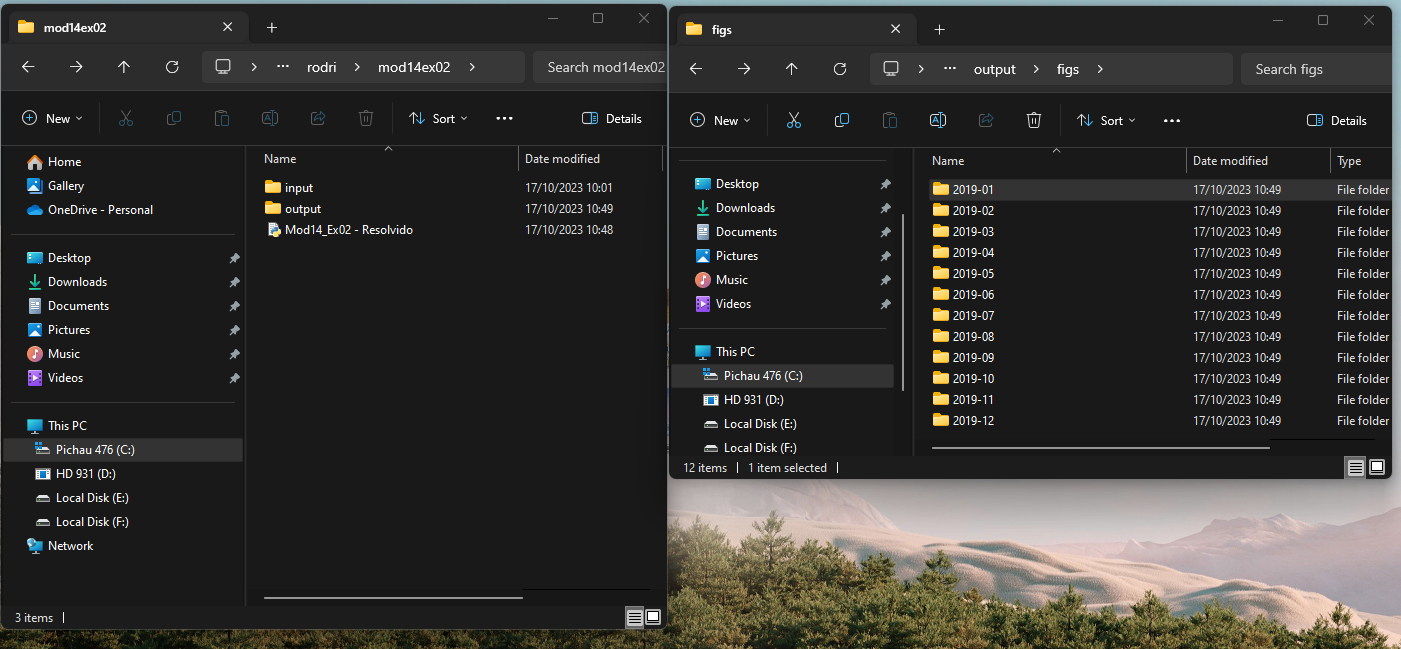 mod14ex02
rodri mod14ex02
Search mod14ex02
New
Sort
Details
Home
Gallery
OneDrive - Personal
Desktop
Downloads
Documents
Pictures
Music
Videos
This PC
Pichau 476 (C:)
HD 931 (D:)
Local Disk (E:)
Local Disk (F:)
Network
Name Date modified
input 17/10/2023 10:01
output 17/10/2023 10:49
Mod14_Ex02 - Resolvido 17/10/2023 10:48
3 items
figs
output figs
Search figs
New
Sort
Details
Desktop
Downloads
Documents
Pictures
Music
Videos
This PC
Pichau 476 (C:)
HD 931 (D:)
Local Disk (E:)
Local Disk (F:)
Name Date modified Type
2019-01 17/10/2023 10:49 File folder
2019-02 17/10/2023 10:49 File folder
2019-03 17/10/2023 10:49 File folder
2019-04 17/10/2023 10:49 File folder
2019-05 17/10/2023 10:49 File folder
2019-06 17/10/2023 10:49 File folder
2019-07 17/10/2023 10:49 File folder
2019-08 17/10/2023 10:49 File folder
2019-09 17/10/2023 10:49 File folder
2019-10 17/10/2023 10:49 File folder
2019-11 17/10/2023 10:49 File folder
2019-12 17/10/2023 10:49 File folder
12 items 1 item selected